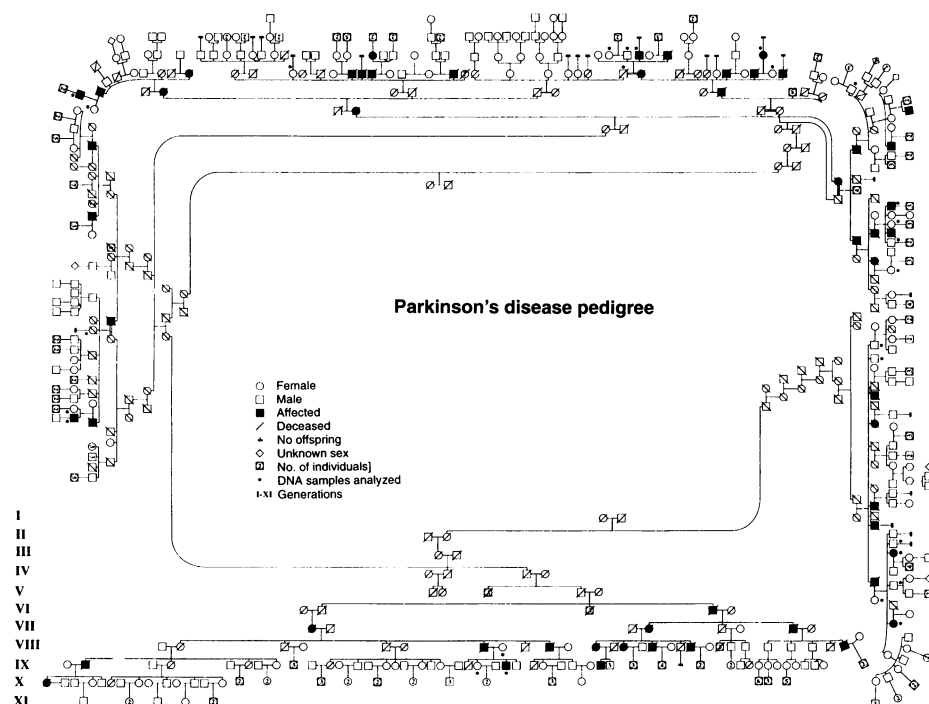 Parkinson's disease pedigree
Female
Male
Affected
Deceased
No offspring
Unknown sex
2 No. of individuals]
DNA samples analyzed
I-XI Generations
I
II
III
IV
V
VI
VII
VIII
IX
X
XI